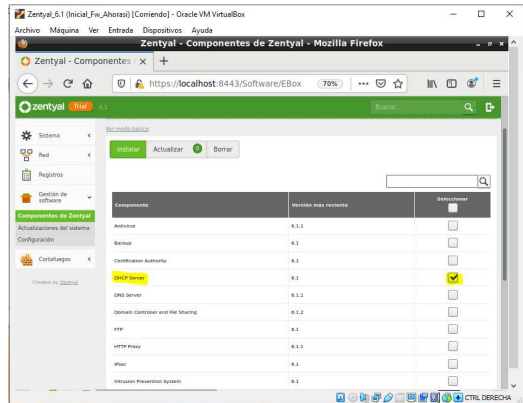 Zentyal_6.1 (Inicial_Fw_Ahorasi) [Corriendo] - Oracle VM VirtualBox
Archivo Máquina Ver Entrada Dispositivos Ayuda
Zentyal - Componentes de Zentyal - Mozilla Firefox
Zentyal - Componentes
https://localhost:8443/Software/EBox 70%
zentyal Trial 6.1 Buscar...
Ver modo básico
Sistema
Red
Registros
Gestión de software
Componentes de Zentyal
Actualizaciones del sistema
Configuración
Cortafuegos
Created by Zentyal
Instalar Actualizar 0 Borrar
Componente Versión más reciente Seleccionar
Antivirus 6.1.1
Backup 6.1
Certification Authority 6.1
DHCP Server 6.1
DNS Server 6.1.1
Domain Controller and File Sharing 6.1.2
FTP 6.1
HTTP Proxy 6.1.1
IPsec 6.1
Intrusion Prevention System 6.1
CTRL DERECHA